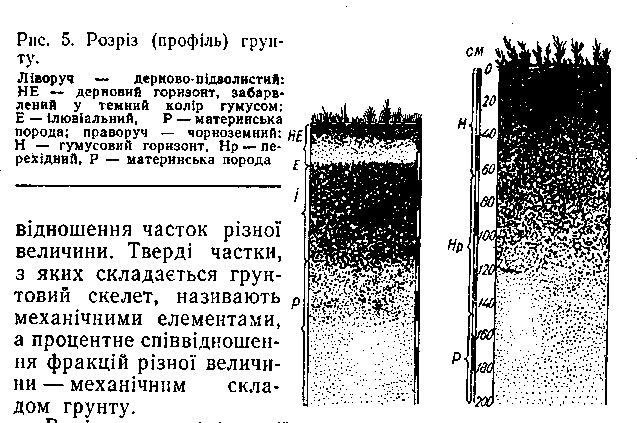 Рис. 5. Розріз (профіль) грун-
ту.
Ліворуч — дерново-підзолистий:
НЕ — дерновий горизонт, забарв-
лений у темний колір гумусом;
Е — ілювіальний, Р — материнська
порода; праворуч — чорноземний:
Н — гумусовий горизонт, Нр — пе-
рехідний, Р — материнська порода
відношення часток різної
величини. Тверді частки,
з яких складається грун-
товий скелет, називають
механічними елементами,
а процентне співвідношен-
ня фракцій різної величи-
ни — механічним скла-
дом грунту.
НЕ
Е
І
Р
см
0
20
40
60
80
100
120
140
160
180
200
Н
Нр
Р